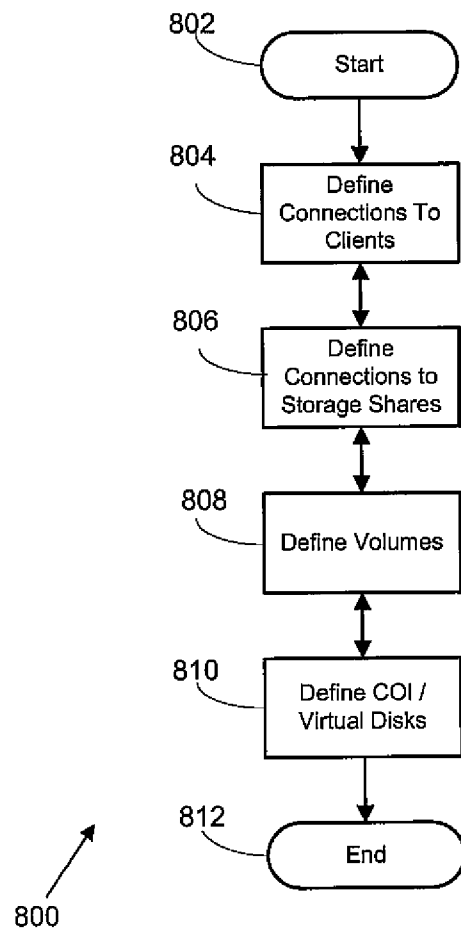 802
Start
804
Define
Connections To
Clients
806
Define
Connections to
Storage Shares
808
Define Volumes
810
Define COI /
Virtual Disks
812
End
800